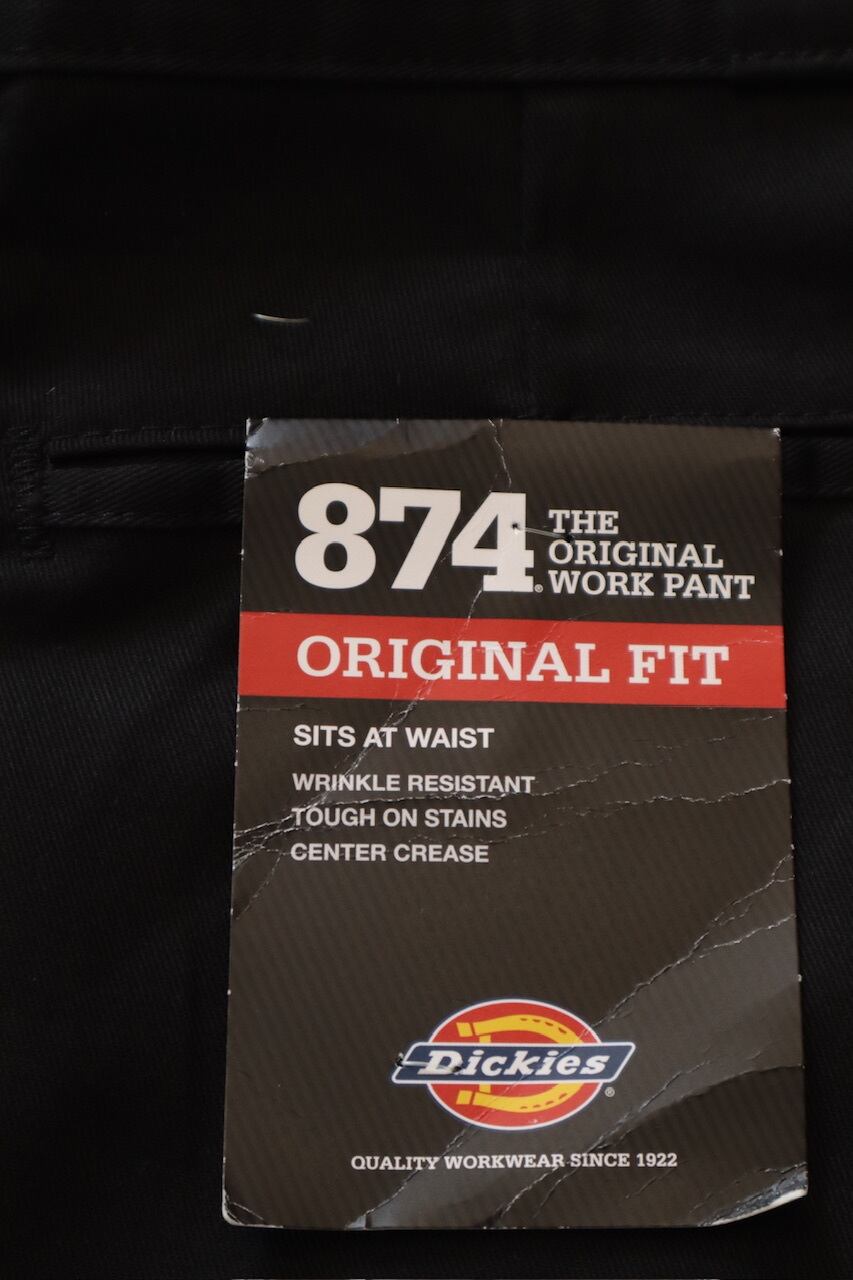 874®
THE
ORIGINAL
WORK PANT
ORIGINAL FIT
SITS AT WAIST
WRINKLE RESISTANT
TOUGH ON STAINS
CENTER CREASE
Dickies®
QUALITY WORKWEAR SINCE 1922